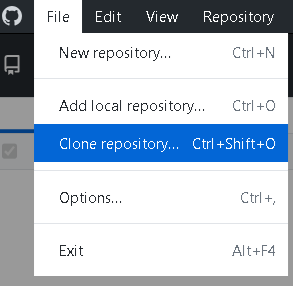 File Edit View Repository
New repository... Ctrl+N
Add local repository... Ctrl+O
Clone repository... Ctrl+Shift+O
Options... Ctrl+,
Exit Alt+F4